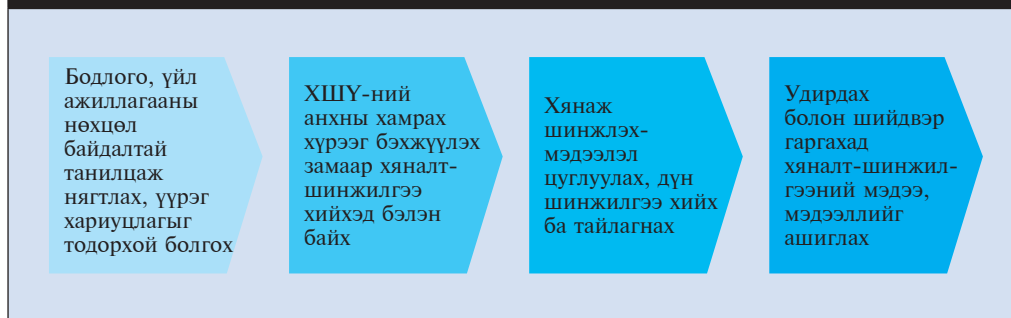 Бодлого, үйл
ажиллагааны
нөхцөл
байдалтай
танилцаж
нягтлах, үүрэг
хариуцлагыг
тодорхой болгох
ХШҮ-ний
анхны хамрах
хүрээг бэхжүүлэх
замаар хяналт-
шинжилгээ
хийхэд бэлэн
байх
Хянаж
шинжлэх-
мэдээлэл
цуглуулах, дүн
шинжилгээ хийх
ба тайлагнах
Удирдах
болон шийдвэр
гаргахад
хяналт-шинжил-
гээний мэдээ,
мэдээллийг
ашиглах